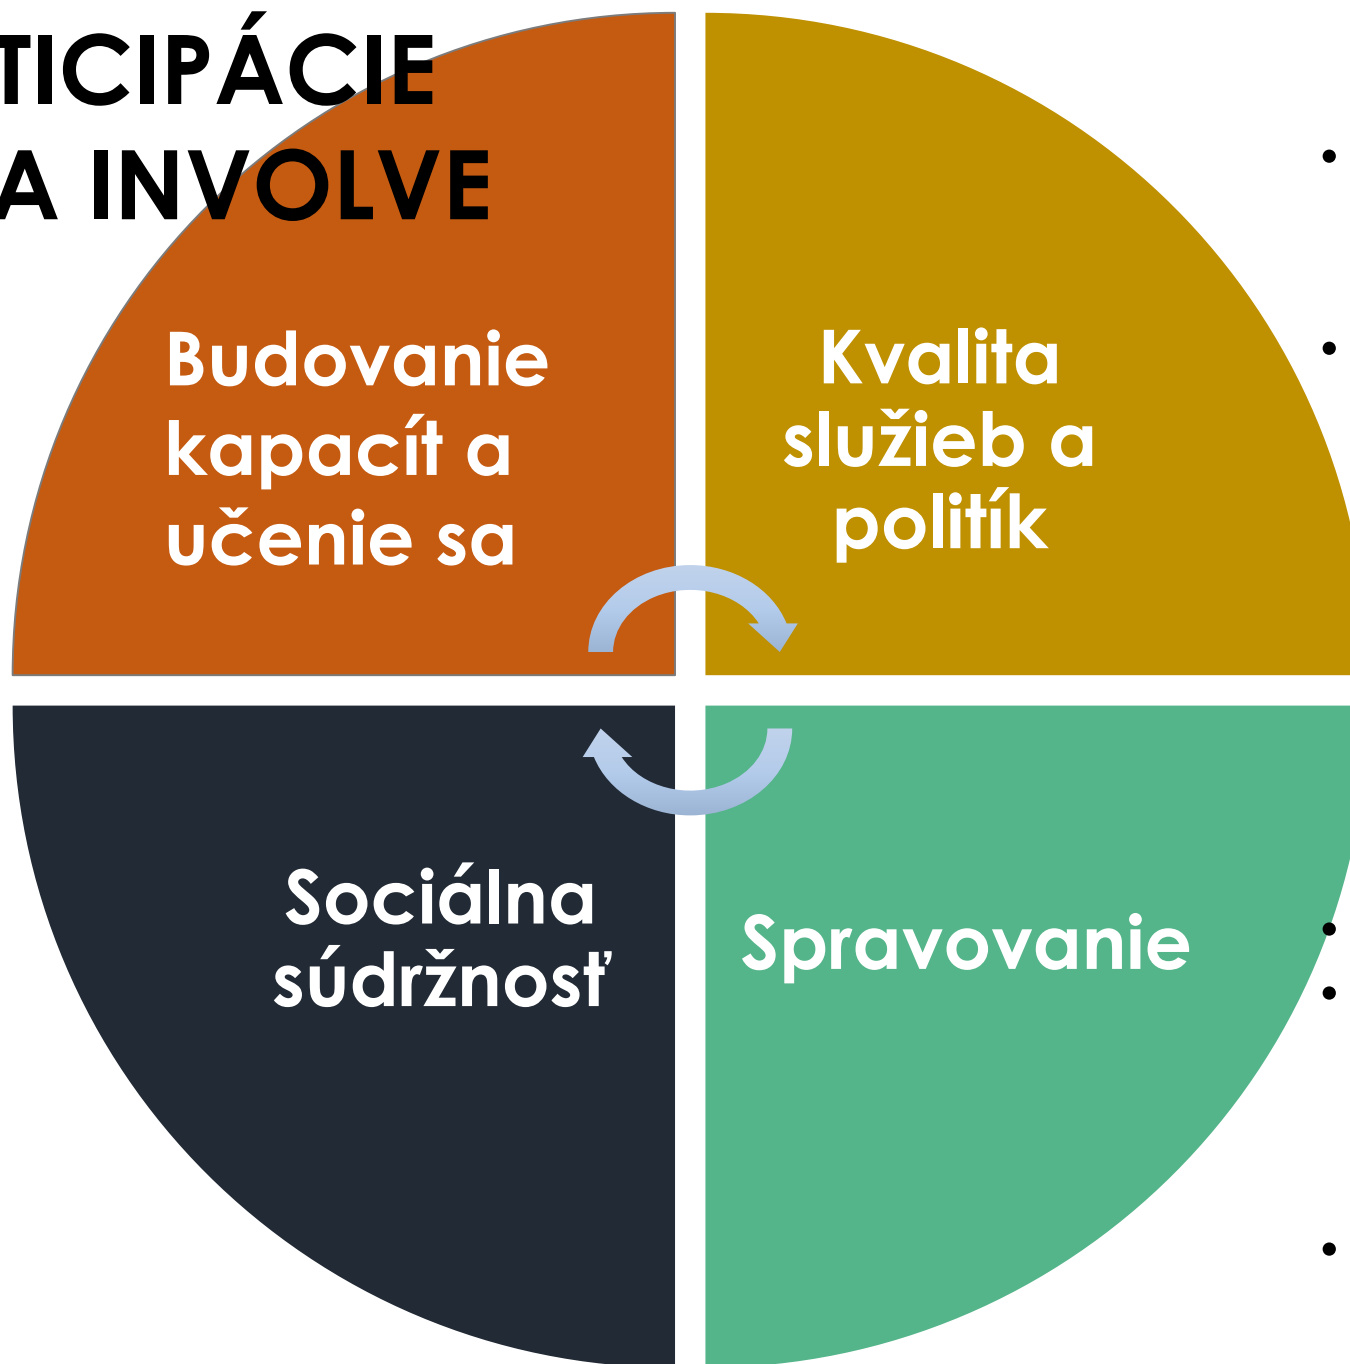 TICIPÁCIE
A INVOLVE
Budovanie
kapacít a
učenie sa
Kvalita
služieb a
politík
Sociálna
súdržnosť
Spravovanie